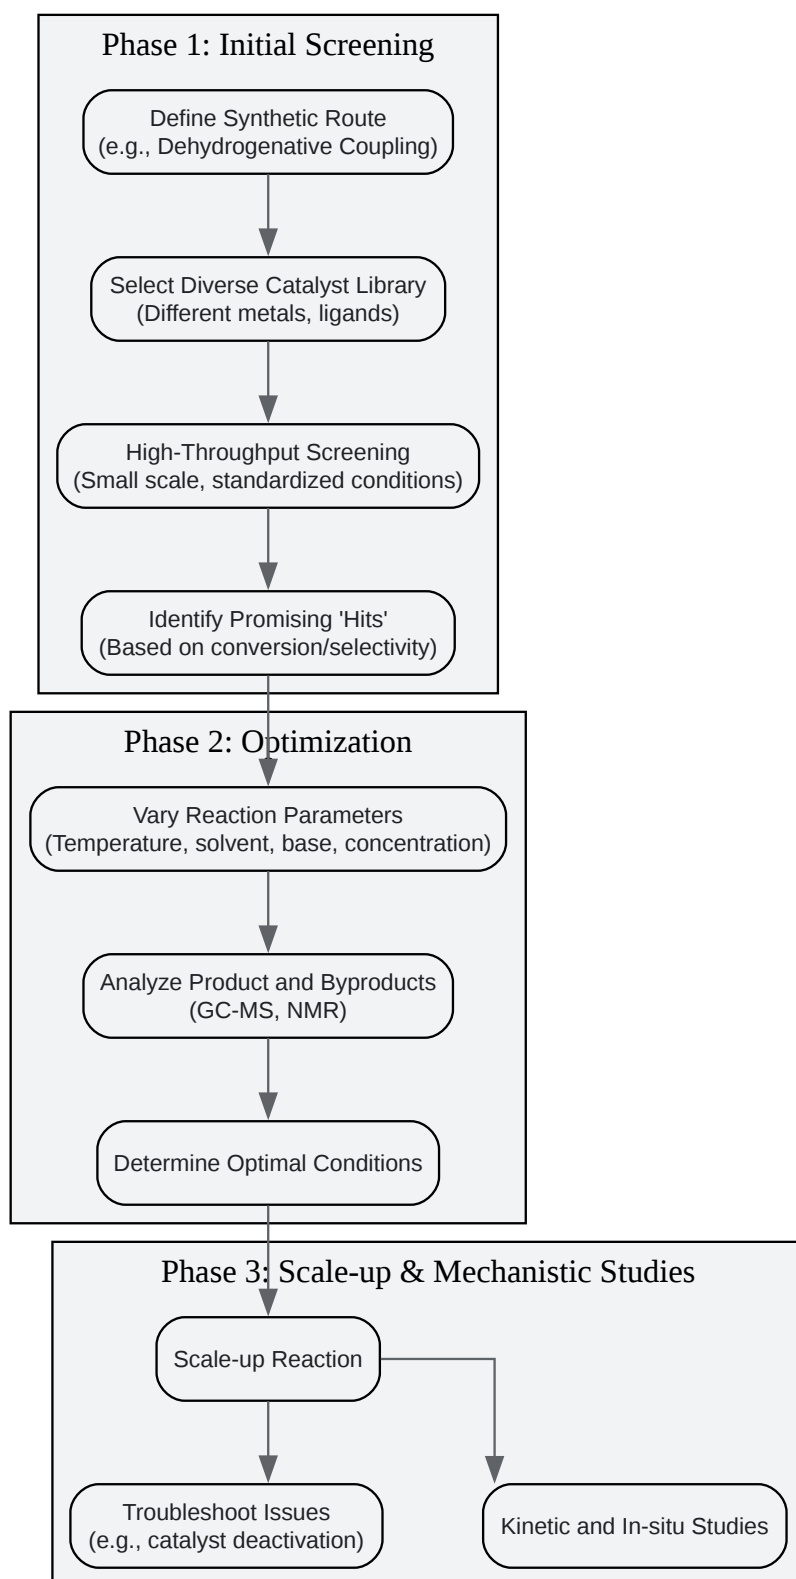 Phase 1: Initial Screening
Define Synthetic Route
(e.g., Dehydrogenative Coupling)
Select Diverse Catalyst Library
(Different metals, ligands)
High-Throughput Screening
(Small scale, standardized conditions)
Identify Promising 'Hits'
(Based on conversion/selectivity)
Phase 2: Optimization
Vary Reaction Parameters
(Temperature, solvent, base, concentration)
Analyze Product and Byproducts
(GC-MS, NMR)
Determine Optimal Conditions
Phase 3: Scale-up & Mechanistic Studies
Scale-up Reaction
Troubleshoot Issues
(e.g., catalyst deactivation)
Kinetic and In-situ Studies